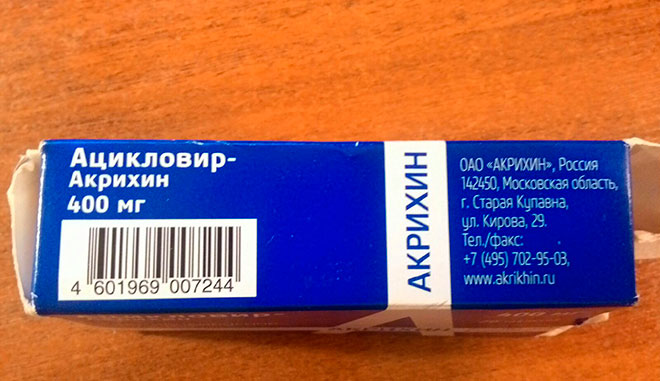 Ацикловир-
Акрихин
400 мг
4 601969 007244
АКРИХИН
ОАО «АКРИХИН», Россия
142450, Московская область,
г. Старая Купавна,
ул. Кирова, 29.
Тел./факс:
+7 (495) 702-95-03,
www.akrikhin.ru